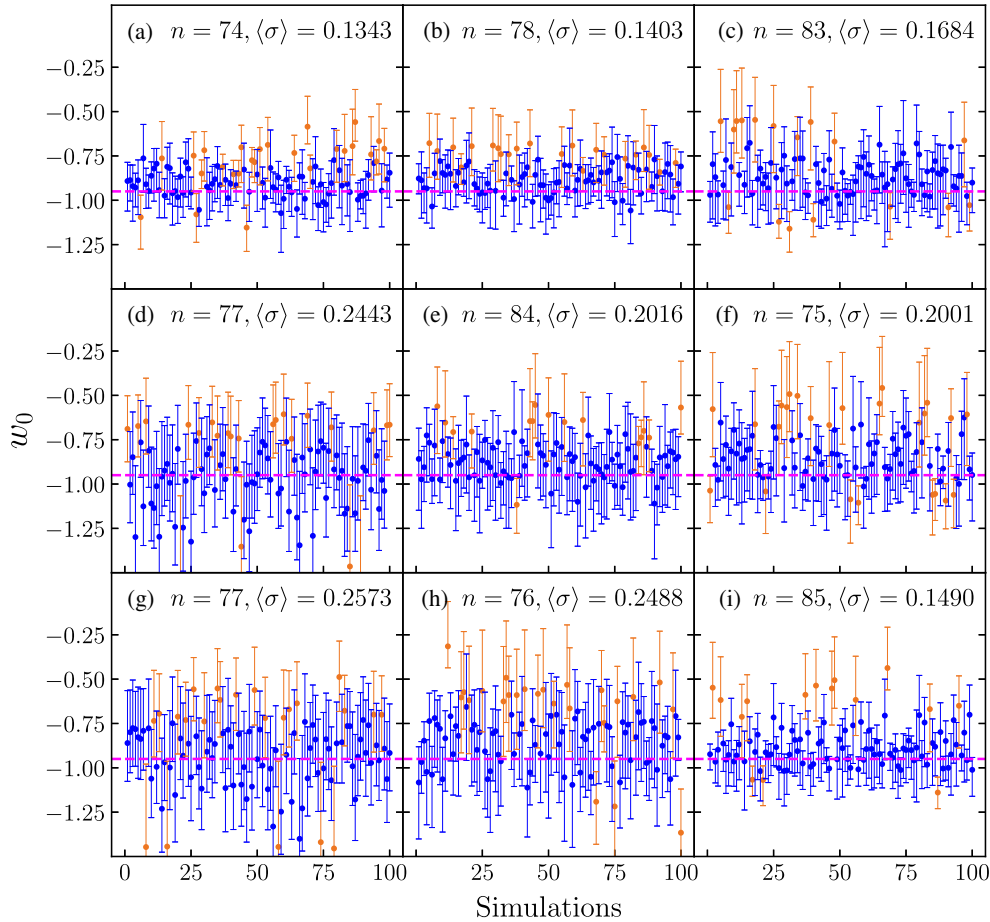 (a) n = 74, ⟨σ⟩ = 0.1343
(b) n = 78, ⟨σ⟩ = 0.1403
(c) n = 83, ⟨σ⟩ = 0.1684
−0.25
−0.50
−0.75
−1.00
−1.25
(d) n = 77, ⟨σ⟩ = 0.2443
(e) n = 84, ⟨σ⟩ = 0.2016
(f) n = 75, ⟨σ⟩ = 0.2001
−0.25
−0.50
−0.75
−1.00
−1.25
w₀
(g) n = 77, ⟨σ⟩ = 0.2573
(h) n = 76, ⟨σ⟩ = 0.2488
(i) n = 85, ⟨σ⟩ = 0.1490
−0.25
−0.50
−0.75
−1.00
−1.25
0 25 50 75 100
25 50 75 100
25 50 75 100
Simulations